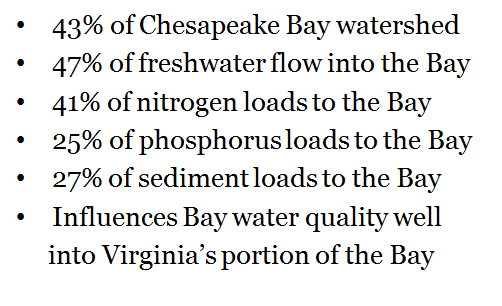 • 43% of Chesapeake Bay watershed
• 47% of freshwater flow into the Bay
• 41% of nitrogen loads to the Bay
• 25% of phosphorus loads to the Bay
• 27% of sediment loads to the Bay
• Influences Bay water quality well
into Virginia’s portion of the Bay